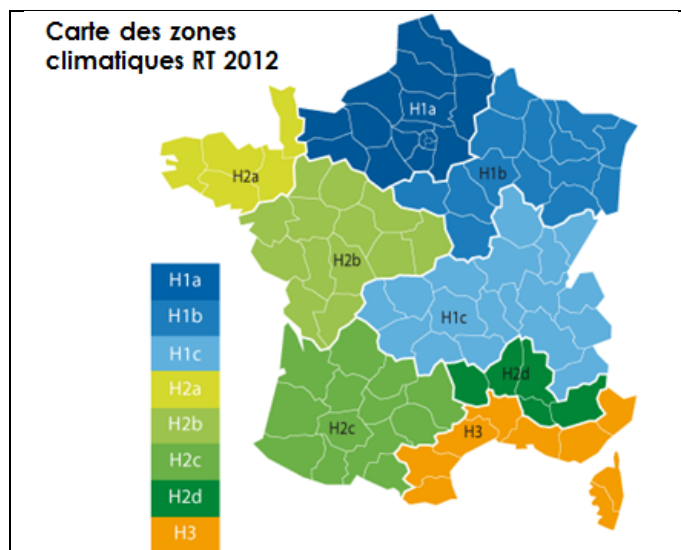 Carte des zones
climatiques RT 2012
H1a
H1b
H2a
H2b
H1c
H2d
H2c
H3
H1a
H1b
H1c
H2a
H2b
H2c
H2d
H3